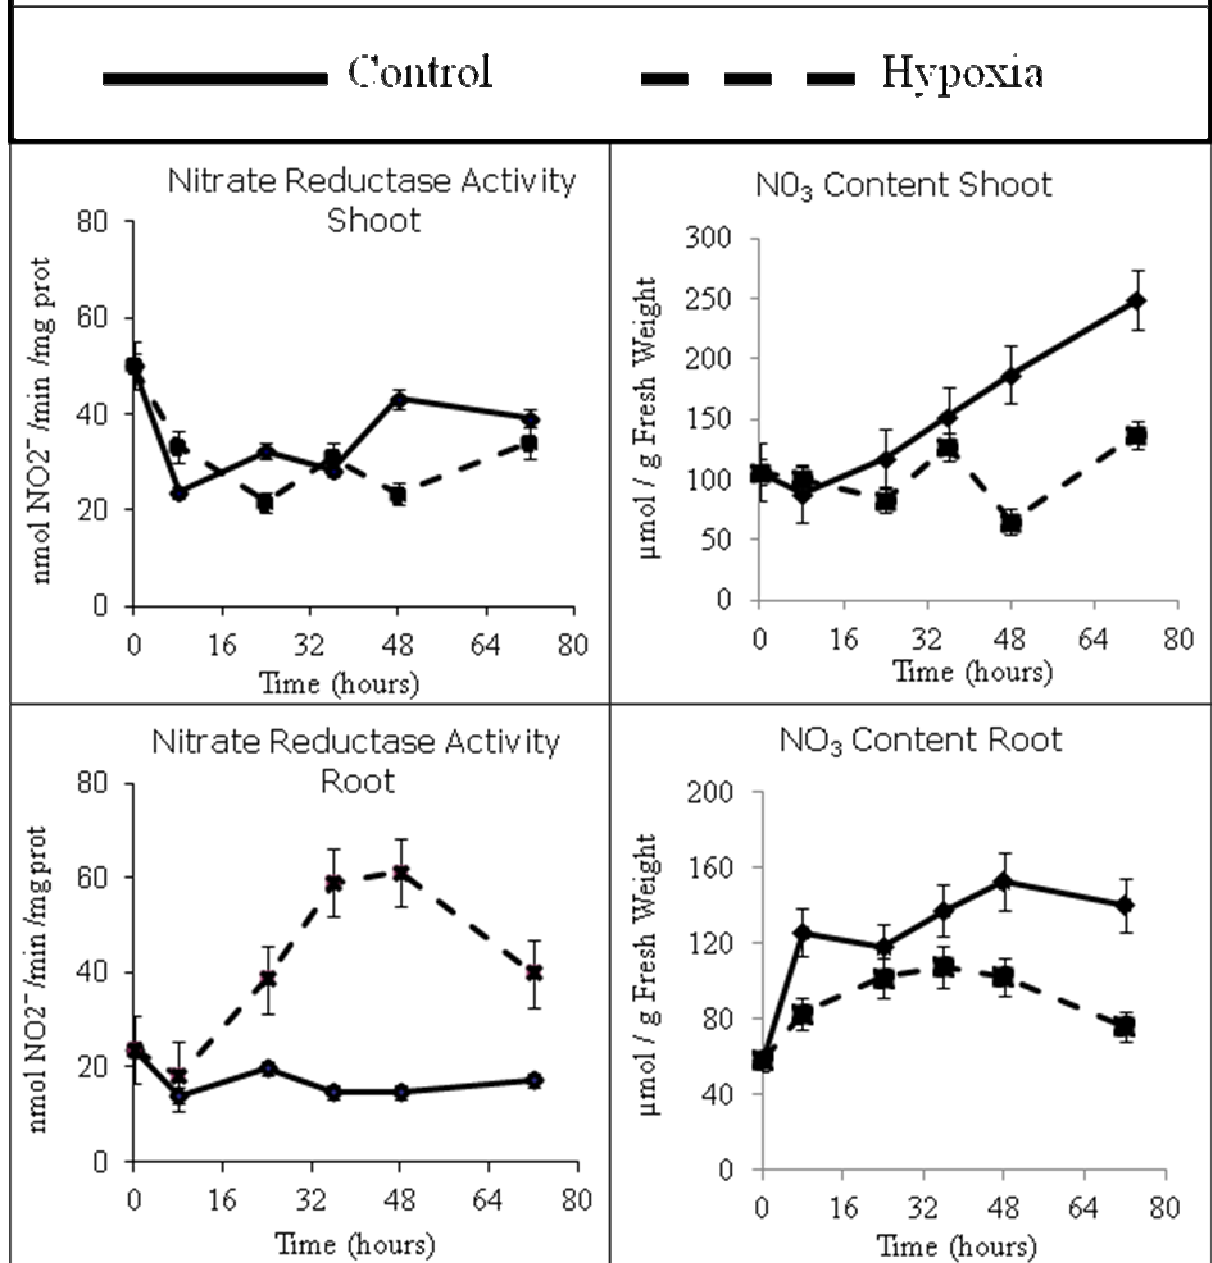 Control
Hypoxia
Nitrate Reductase Activity
Shoot
80
60
40
20
0
nmol NO2⁻ /min /mg prot
0 16 32 48 64 80
Time (hours)
N0₃ Content Shoot
300
250
200
150
100
50
0
µmol / g Fresh Weight
0 16 32 48 64 80
Time (hours)
Nitrate Reductase Activity
Root
80
60
40
20
0
nmol NO2⁻ /min /mg prot
0 16 32 48 64 80
Time (hours)
NO₃ Content Root
200
160
120
80
40
0
µmol / g Fresh Weight
0 16 32 48 64 80
Time (hours)